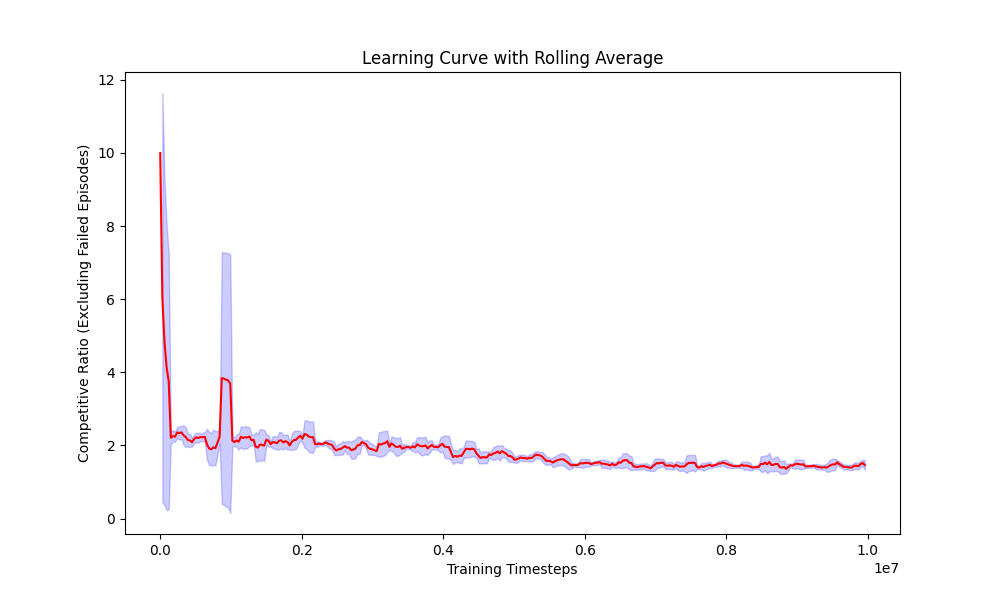 Learning Curve with Rolling Average
Competitive Ratio (Excluding Failed Episodes)
12
10
8
6
4
2
0
0.0 0.2 0.4 0.6 0.8 1.0
1e7
Training Timesteps